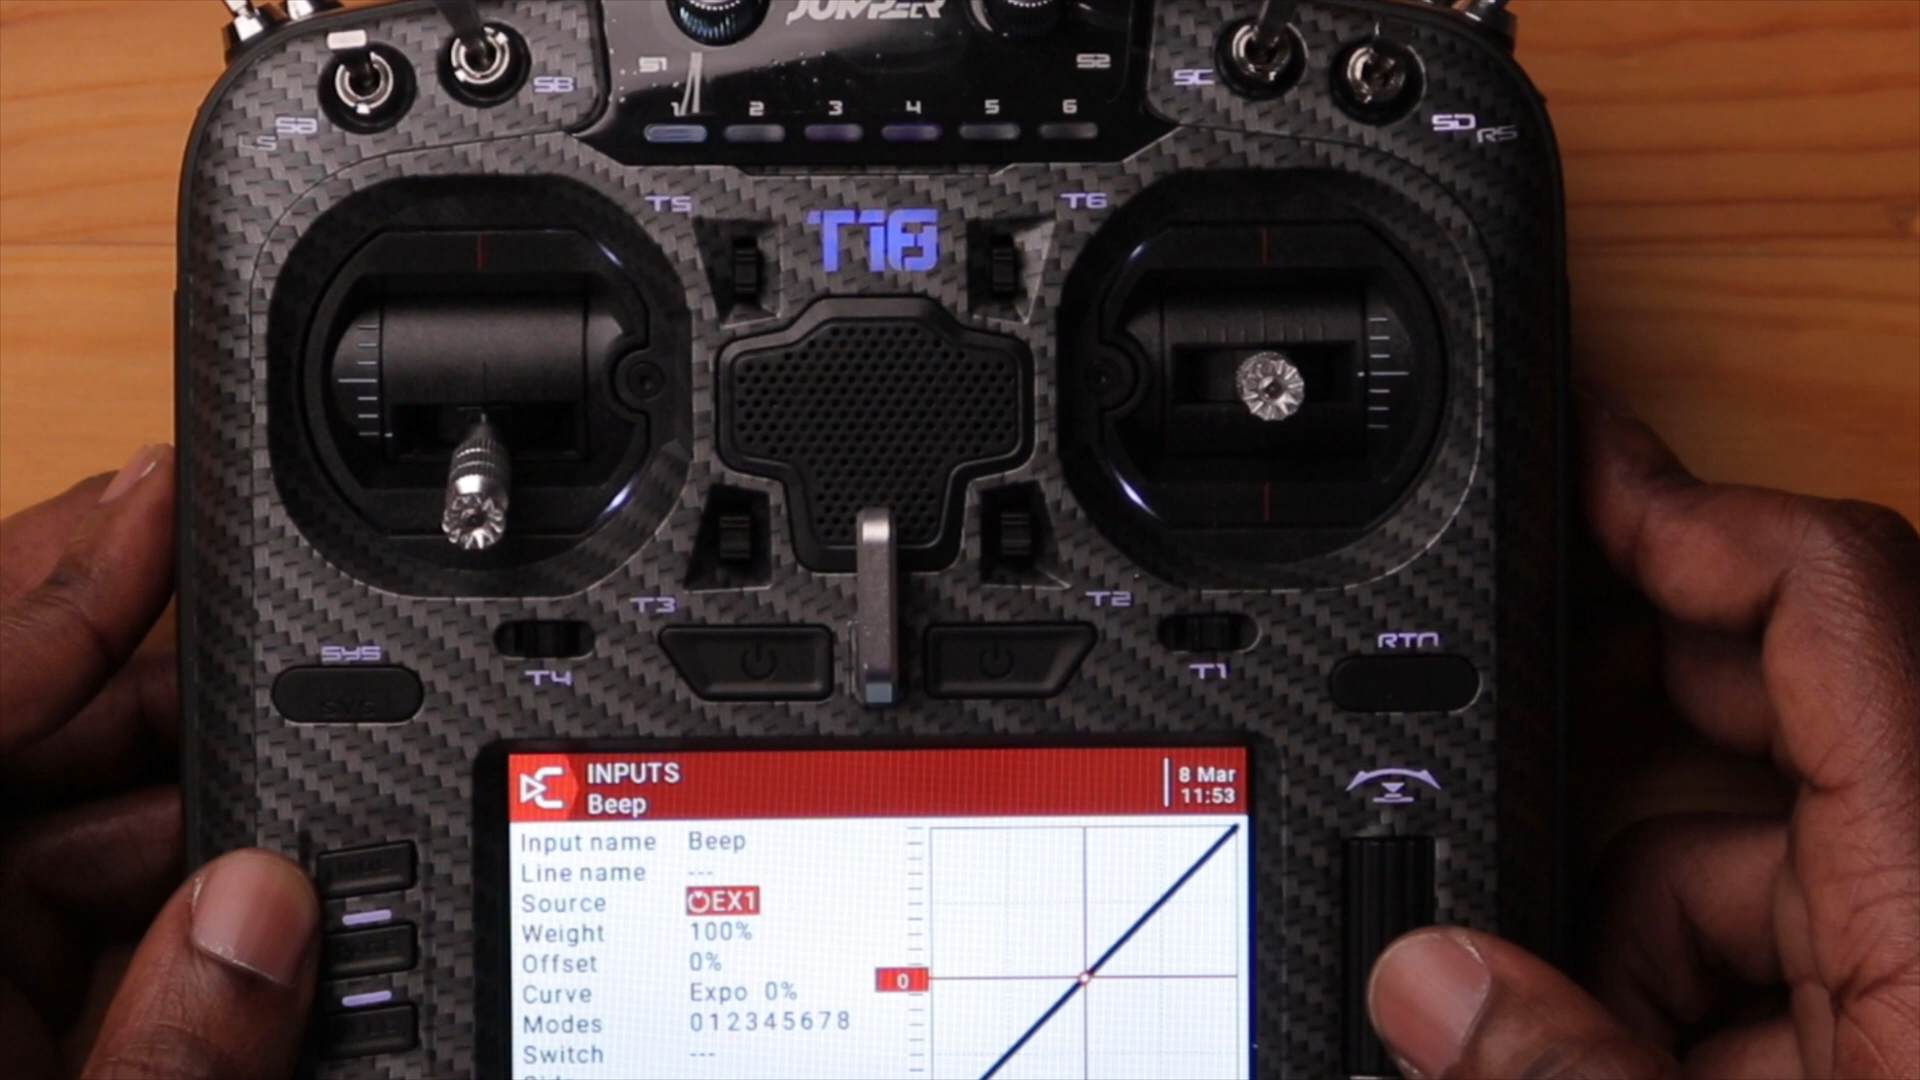 JUMPER
S1
S2
SB
SC
1 2 3 4 5 6
SA
LS
SD
RS
T5
T6
T18
T3
T2
SYS
T4
T1
RTN
SYS
INPUTS
Beep
8 Mar
11:53
Input name Beep
Line name ---
Source EX1
Weight 100%
Offset 0%
Curve Expo 0%
Modes 012345678
Switch ---
0